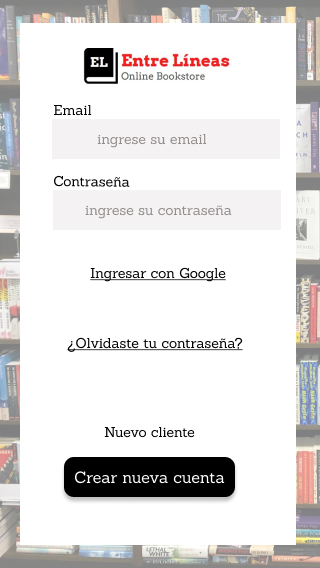 EL
Entre Líneas
Online Bookstore
Email
ingrese su email
Contraseña
ingrese su contraseña
Ingresar con Google
¿Olvidaste tu contraseña?
Nuevo cliente
Crear nueva cuenta